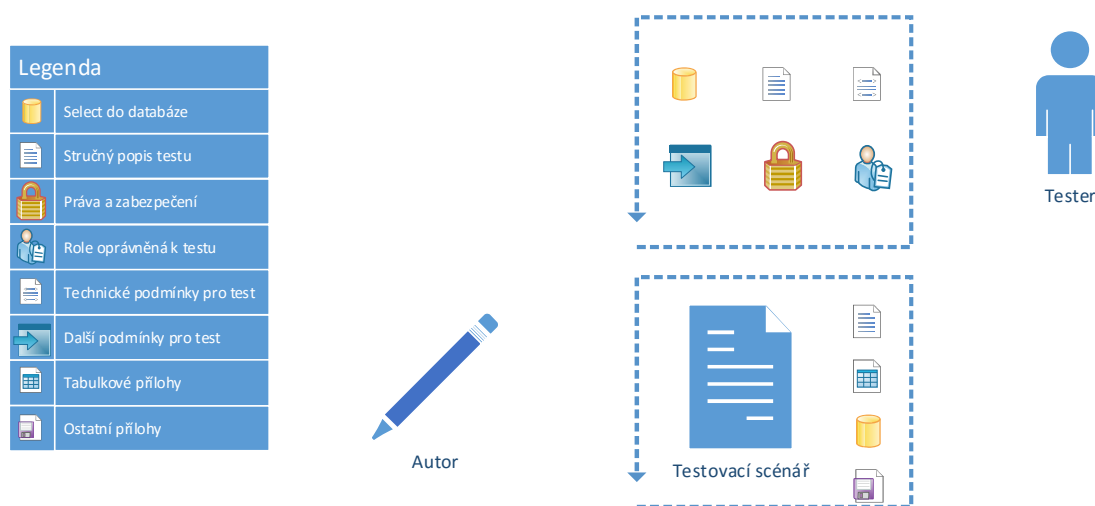 Legenda
Select do databáze
Stručný popis testu
Práva a zabezpečení
Role oprávněná k testu
Technické podmínky pro test
Další podmínky pro test
Tabulkové přílohy
Ostatní přílohy
Autor
Testovací scénář
Tester